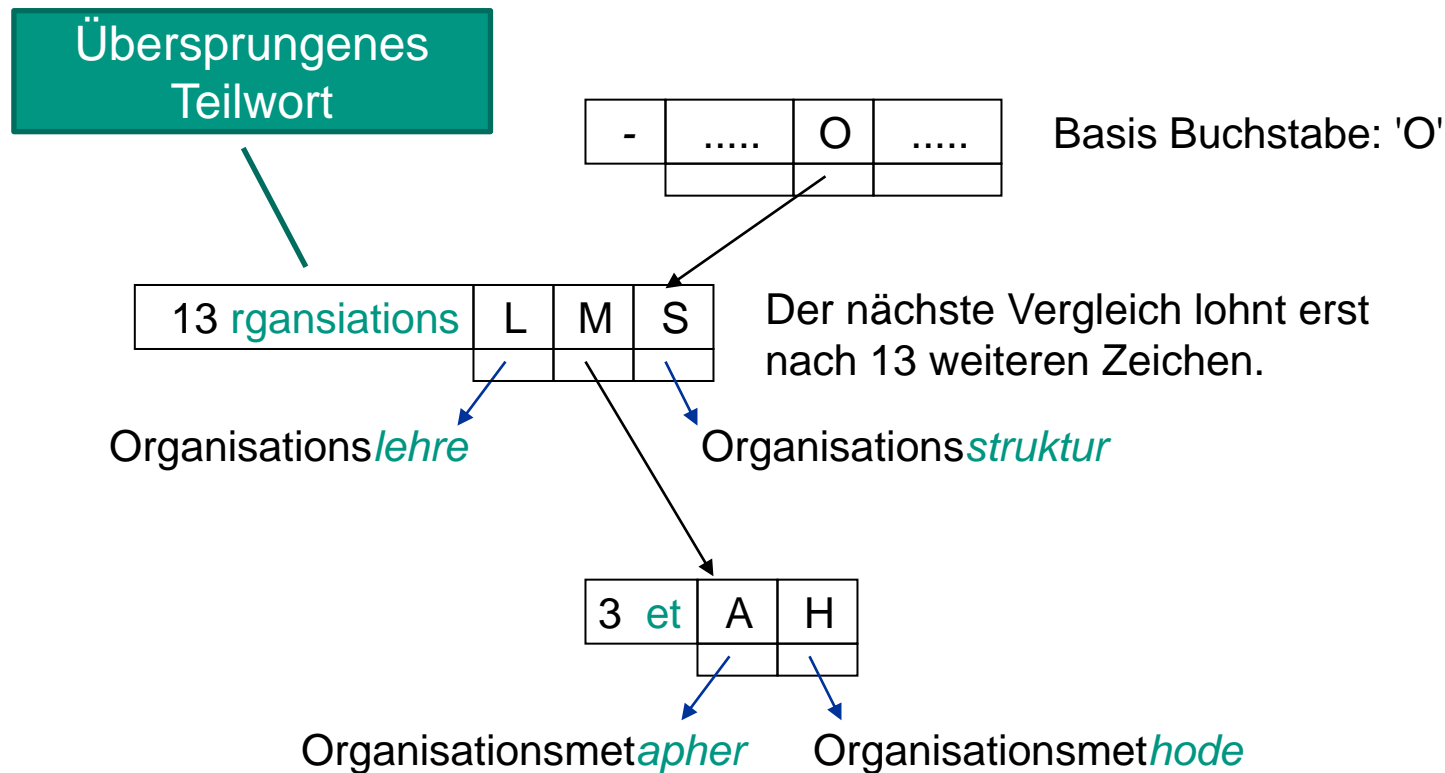 Übersprungenes
Teilwort
- ..... O ..... Basis Buchstabe: 'O'
13 rgansiations L M S
Der nächste Vergleich lohnt erst
nach 13 weiteren Zeichen.
Organisationslehre Organisationsstruktur
3 et A H
Organisationsmetapher Organisationsmethode